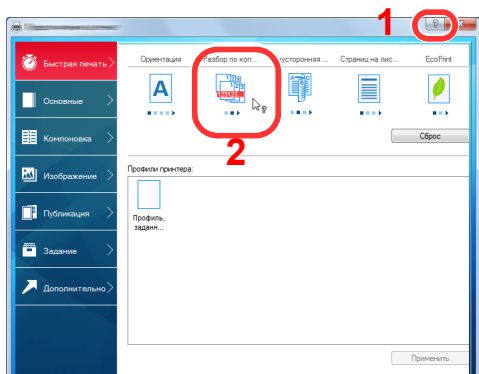 1
?
Быстрая печать
Ориентация
Разбор по коп...
усторонняя ...
Страниц на лис...
EcoPrint
A
123123
Основные
2
Сброс
Компоновка
Профили принтера:
Изображение
Профиль,
заданн...
Публикация
Задание
Дополнительно
Применить